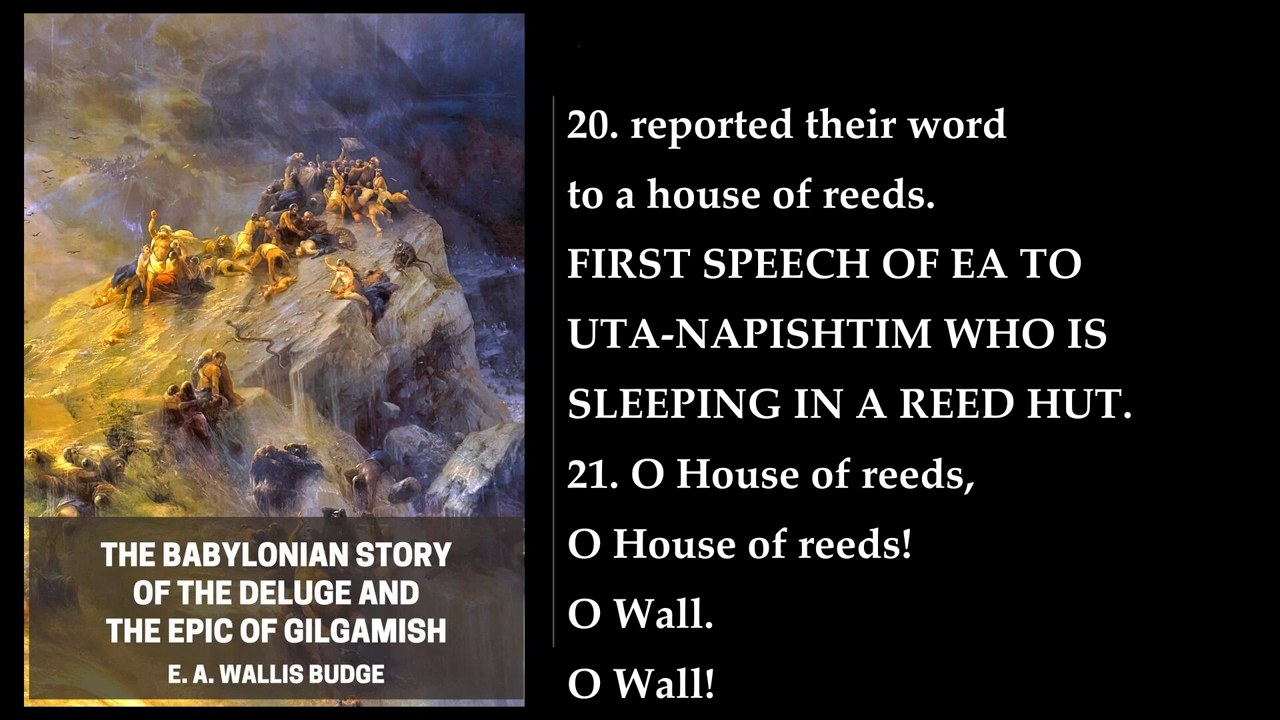 THE BABYLONIAN STORY
OF THE DELUGE AND
THE EPIC OF GILGAMISH
E. A. WALLIS BUDGE
20. reported their word
to a house of reeds.
FIRST SPEECH OF EA TO
UTA-NAPISHTIM WHO IS
SLEEPING IN A REED HUT.
21. O House of reeds,
O House of reeds!
O Wall.
O Wall!